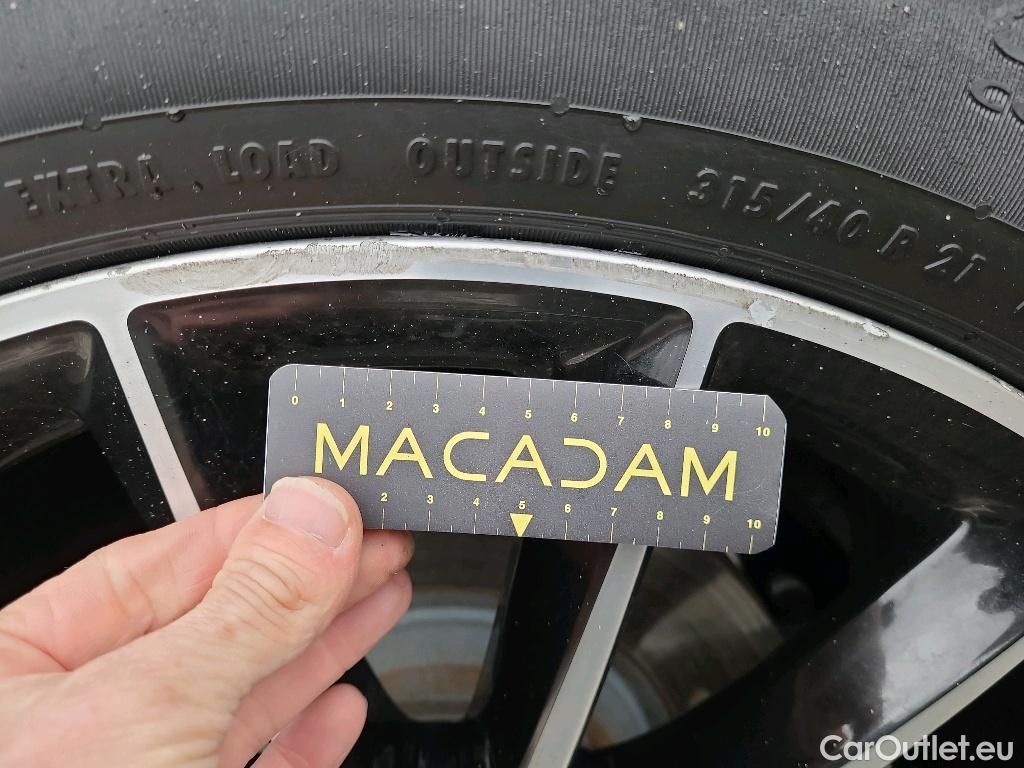 EXTRA LOAD OUTSIDE 315/40 R 21
0 1 2 3 4 5 6 7 8 9 10
MACADAM
2 3 4 5 6 7 8 9 10
CarOutlet.eu